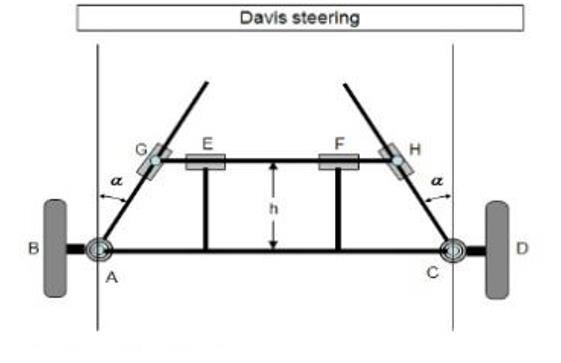 Davis steering
G E F H
α α
h
B D
A C